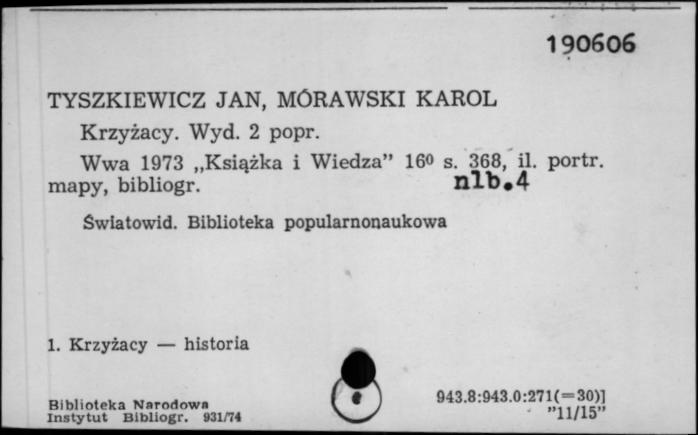 190606
TYSZKIEWICZ JAN, MÓRAWSKI KAROL
Krzyżacy. Wyd. 2 popr.
Wwa 1973 „Książka i Wiedza” 16⁰ s. 368, il. portr.
mapy, bibliogr. nlb.4
Światowid. Biblioteka popularnonaukowa
1. Krzyżacy — historia
Biblioteka Narodowa 943.8:943.0:271(=30)]
Instytut Bibliogr. 931/74 ”11/15”